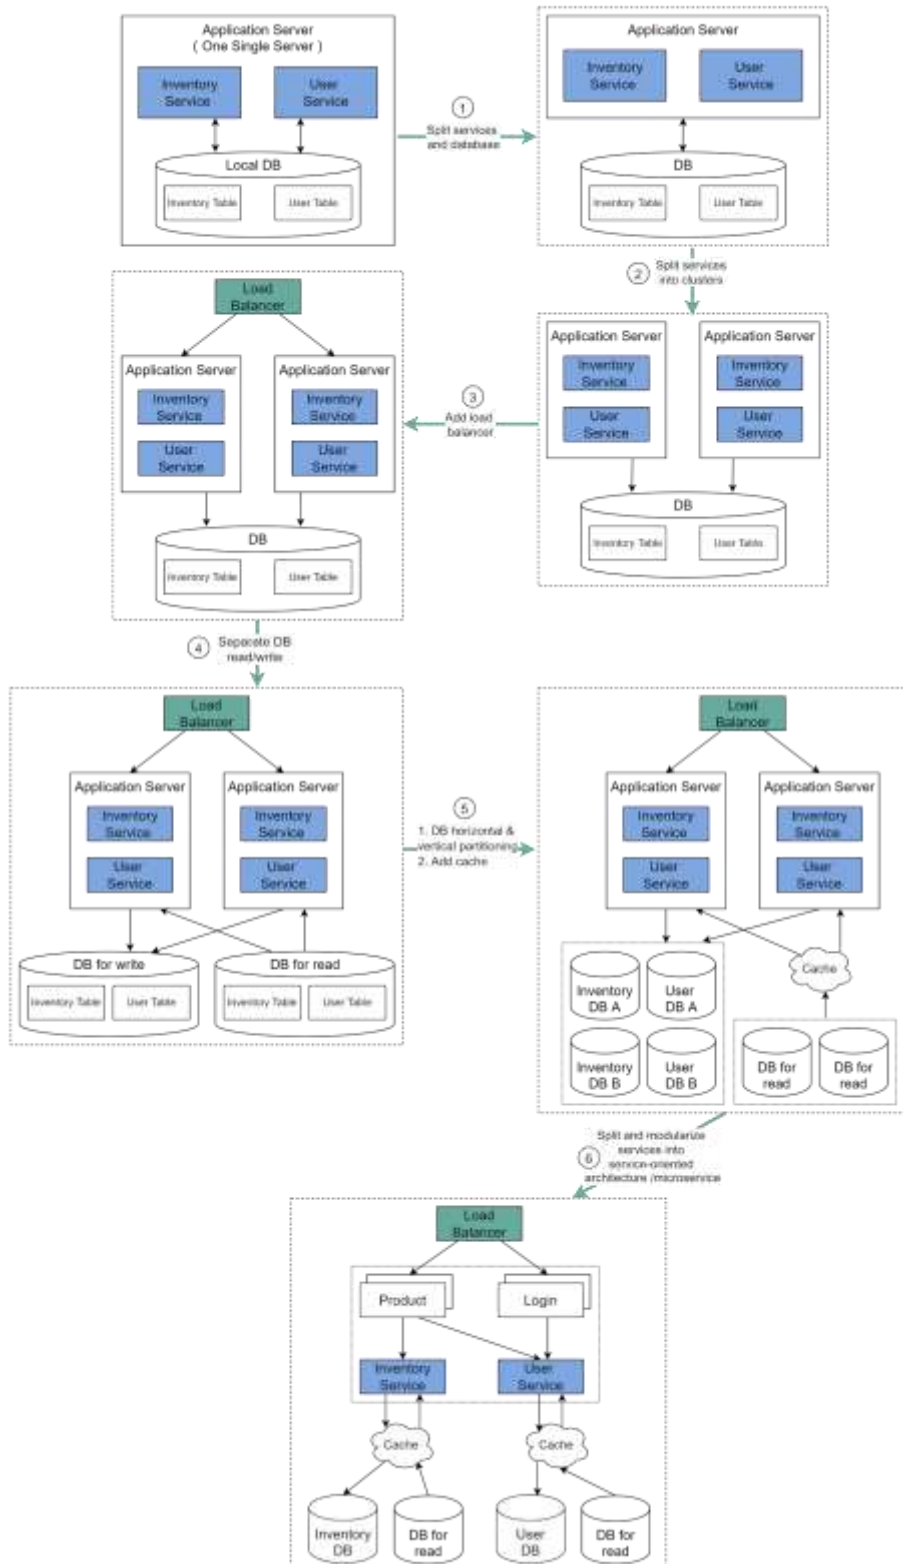 Application Server
( One Single Server )
Inventory
Service
User
Service
Local DB
Inventory Table
User Table
1
Split services
and database
Application Server
Inventory
Service
User
Service
DB
Inventory Table
User Table
2
Split services
into clusters
Application Server
Inventory
Service
User
Service
Application Server
Inventory
Service
User
Service
DB
Inventory Table
User Table
3
Add load
balancer
Load
Balancer
Application Server
Inventory
Service
User
Service
Application Server
Inventory
Service
User
Service
DB
Inventory Table
User Table
4
Separate DB
read/write
Load
Balancer
Application Server
Inventory
Service
User
Service
Application Server
Inventory
Service
User
Service
DB for write
Inventory Table
User Table
DB for read
Inventory Table
User Table
5
1. DB horizontal &
vertical partitioning
2. Add cache
Load
Balancer
Application Server
Inventory
Service
User
Service
Application Server
Inventory
Service
User
Service
Cache
Inventory
DB A
User
DB A
Inventory
DB B
User
DB B
DB for
read
DB for
read
6
Split and modularize
services into
service-oriented
architecture /microservice
Load
Balancer
Product
Login
Inventory
Service
User
Service
Cache
Cache
Inventory
DB
DB for
read
User
DB
DB for
read